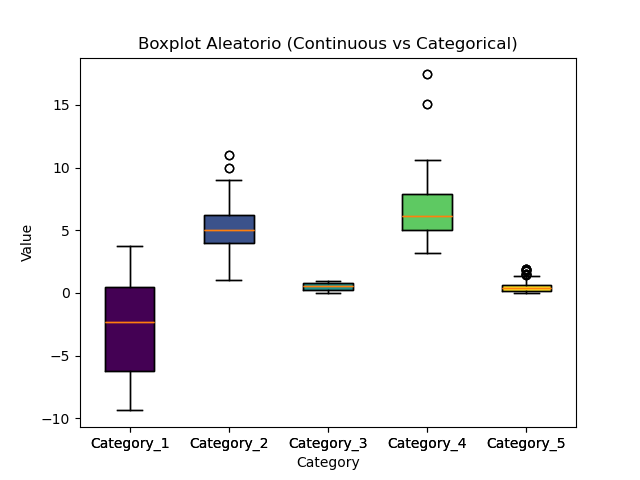 Boxplot Aleatorio (Continuous vs Categorical)
Value
15
10
5
0
−5
−10
Category_1 Category_2 Category_3 Category_4 Category_5
Category